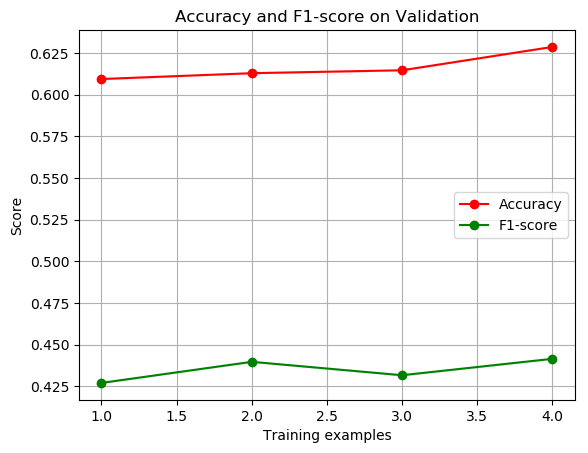 Accuracy and F1-score on Validation
0.625
0.600
0.575
0.550
0.525
0.500
0.475
0.450
0.425
Score
Accuracy
F1-score
1.0 1.5 2.0 2.5 3.0 3.5 4.0
Training examples